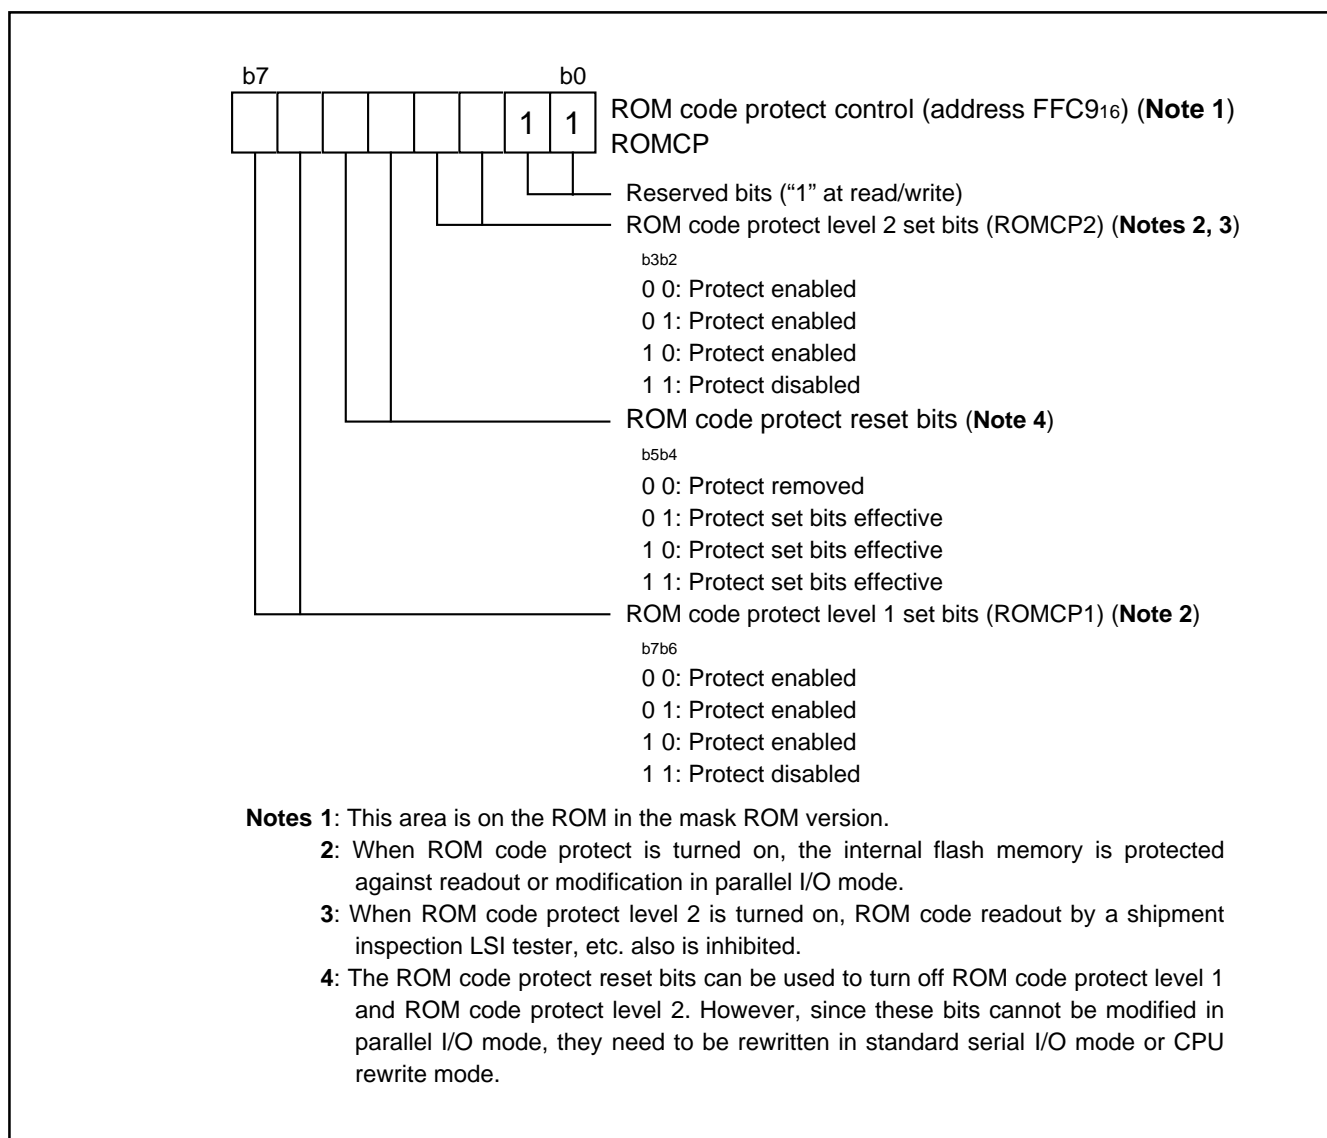 b7 b0
1 1 ROM code protect control (address FFC916) (Note 1)
ROMCP
Reserved bits (“1” at read/write)
ROM code protect level 2 set bits (ROMCP2) (Notes 2, 3)
b3b2
0 0: Protect enabled
0 1: Protect enabled
1 0: Protect enabled
1 1: Protect disabled
ROM code protect reset bits (Note 4)
b5b4
0 0: Protect removed
0 1: Protect set bits effective
1 0: Protect set bits effective
1 1: Protect set bits effective
ROM code protect level 1 set bits (ROMCP1) (Note 2)
b7b6
0 0: Protect enabled
0 1: Protect enabled
1 0: Protect enabled
1 1: Protect disabled
Notes 1: This area is on the ROM in the mask ROM version.
2: When ROM code protect is turned on, the internal flash memory is protected
against readout or modification in parallel I/O mode.
3: When ROM code protect level 2 is turned on, ROM code readout by a shipment
inspection LSI tester, etc. also is inhibited.
4: The ROM code protect reset bits can be used to turn off ROM code protect level 1
and ROM code protect level 2. However, since these bits cannot be modified in
parallel I/O mode, they need to be rewritten in standard serial I/O mode or CPU
rewrite mode.